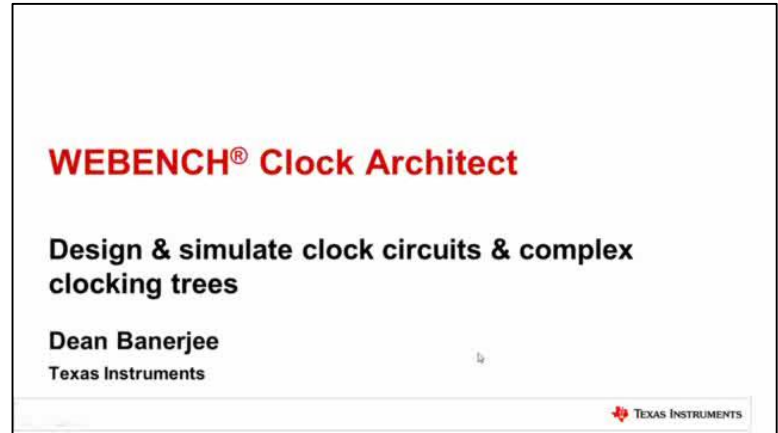 WEBENCH® Clock Architect
Design & simulate clock circuits & complex
clocking trees
Dean Banerjee
Texas Instruments
TEXAS INSTRUMENTS